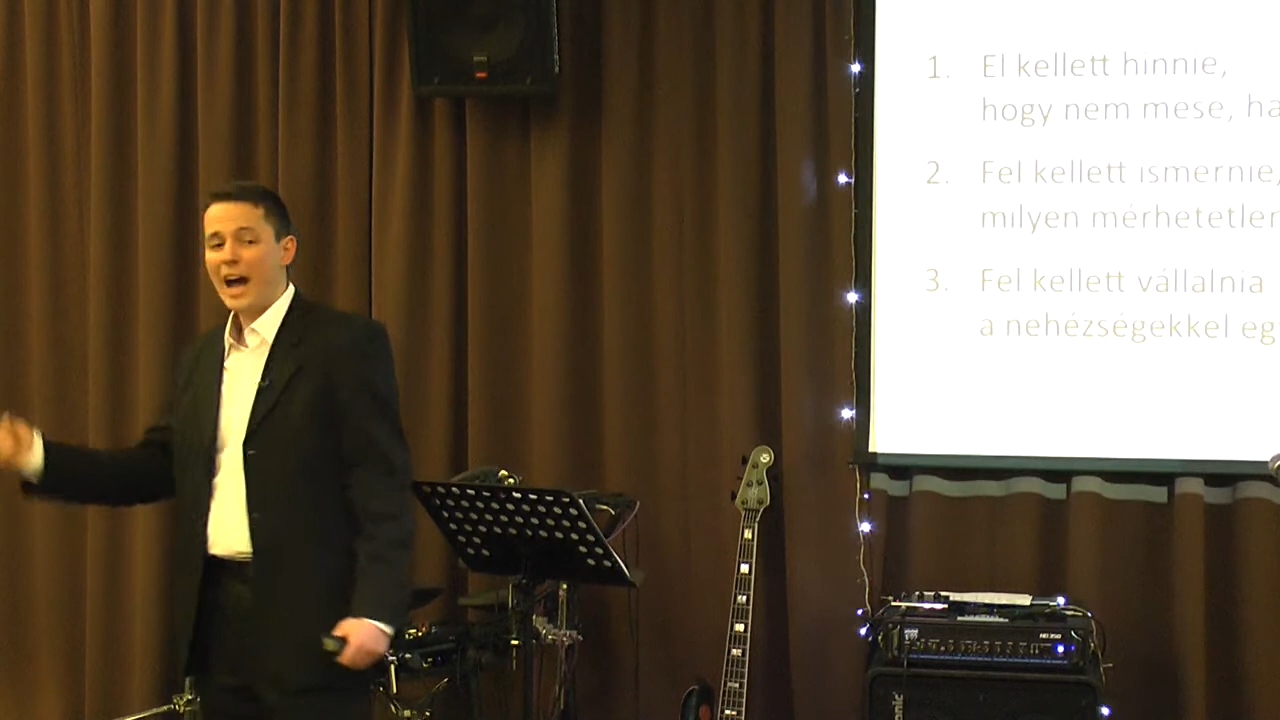 1. El kellett hinnie,
hogy nem mese, ha
2. Fel kellett ismernie,
milyen mérhetetlen
3. Fel kellett vállalnia
a nehézségekkel eg
HD350